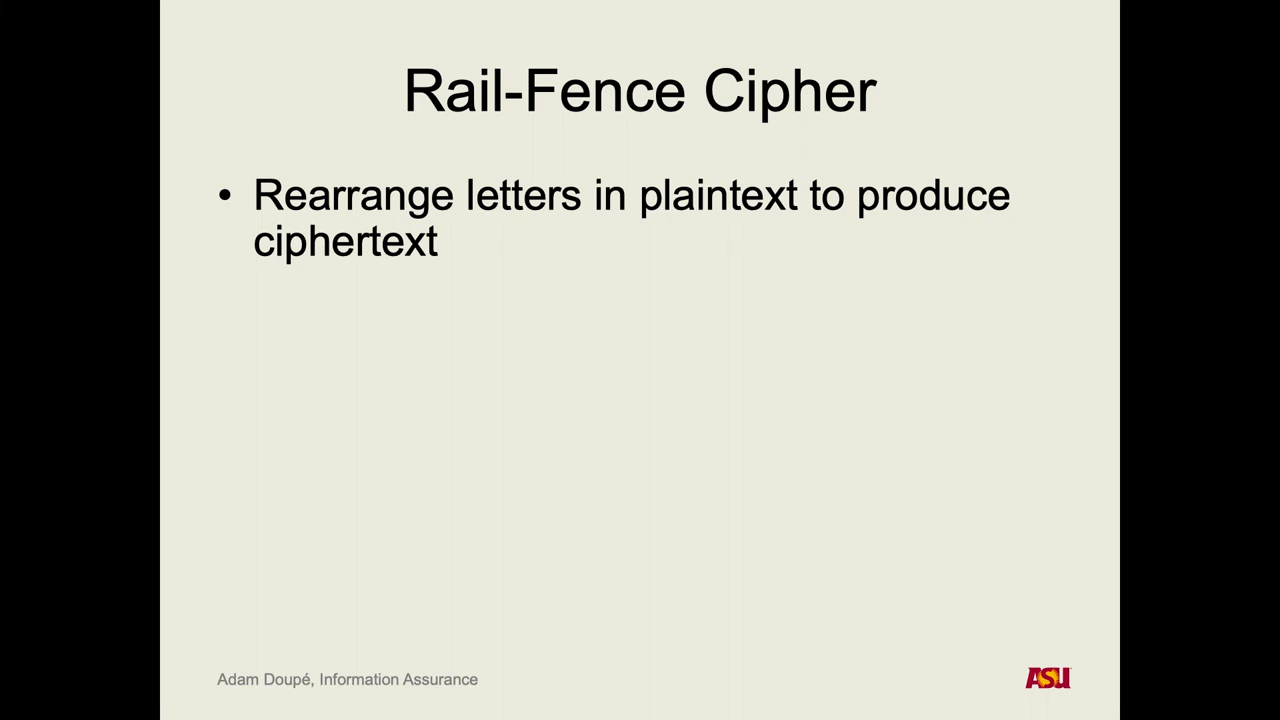 Rail-Fence Cipher
• Rearrange letters in plaintext to produce
ciphertext
Adam Doupé, Information Assurance
ASU